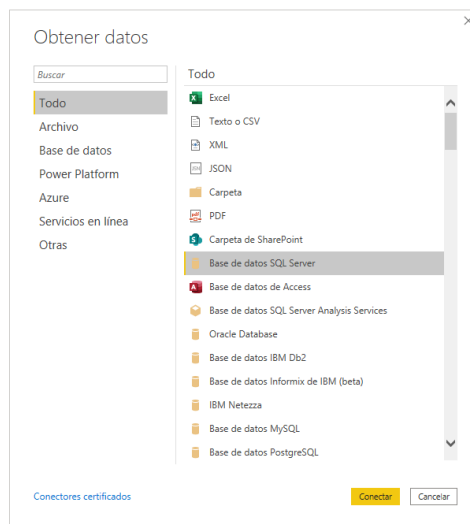 Obtener datos
Buscar
Todo
Archivo
Base de datos
Power Platform
Azure
Servicios en línea
Otras
Todo
Excel
Texto o CSV
XML
JSON
Carpeta
PDF
Carpeta de SharePoint
Base de datos SQL Server
Base de datos de Access
Base de datos SQL Server Analysis Services
Oracle Database
Base de datos IBM Db2
Base de datos Informix de IBM (beta)
IBM Netezza
Base de datos MySQL
Base de datos PostgreSQL
Conectores certificados
Conectar
Cancelar